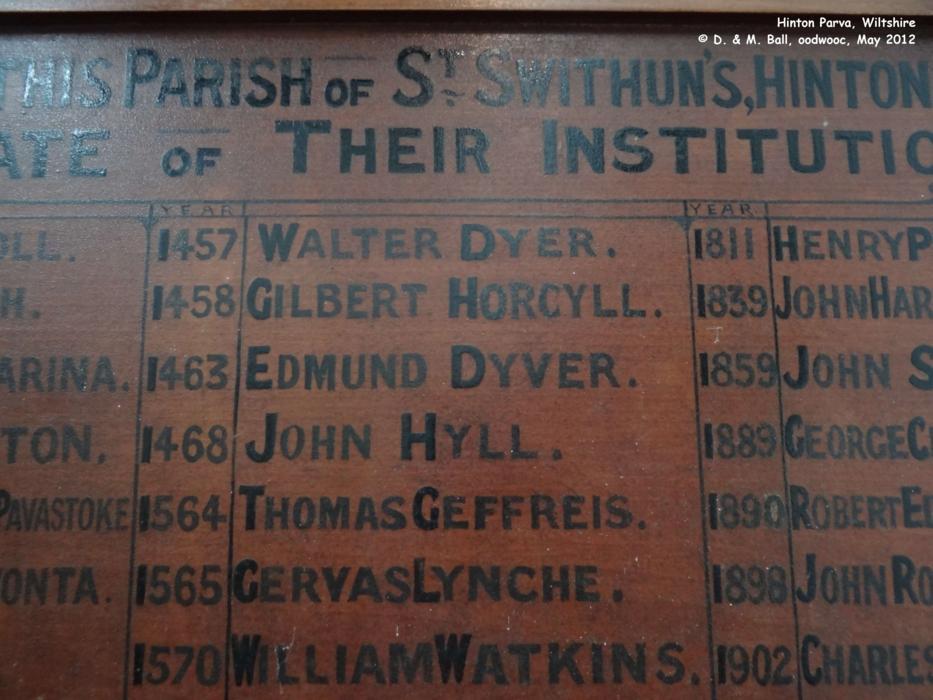 Hinton Parva, Wiltshire
© D. & M. Ball, oodwooc, May 2012
THIS PARISH OF ST SWITHUN'S, HINTON
ATE OF THEIR INSTITUTIO
YEAR YEAR
OLL. 1457 WALTER DYER. 1811 HENRY P
H. 1458 GILBERT HORCYLL. 1839 JOHN HAR
ARINA. 1463 EDMUND DYVER. 1859 JOHN S
TON. 1468 JOHN HYLL. 1889 GEORGE C
PAVASTOKE 1564 THOMAS GEFFREIS. 1890 ROBERT E
ONTA. 1565 GERVAS LYNCHE. 1898 JOHN RO
1570 WILLIAM WATKINS. 1902 CHARLES